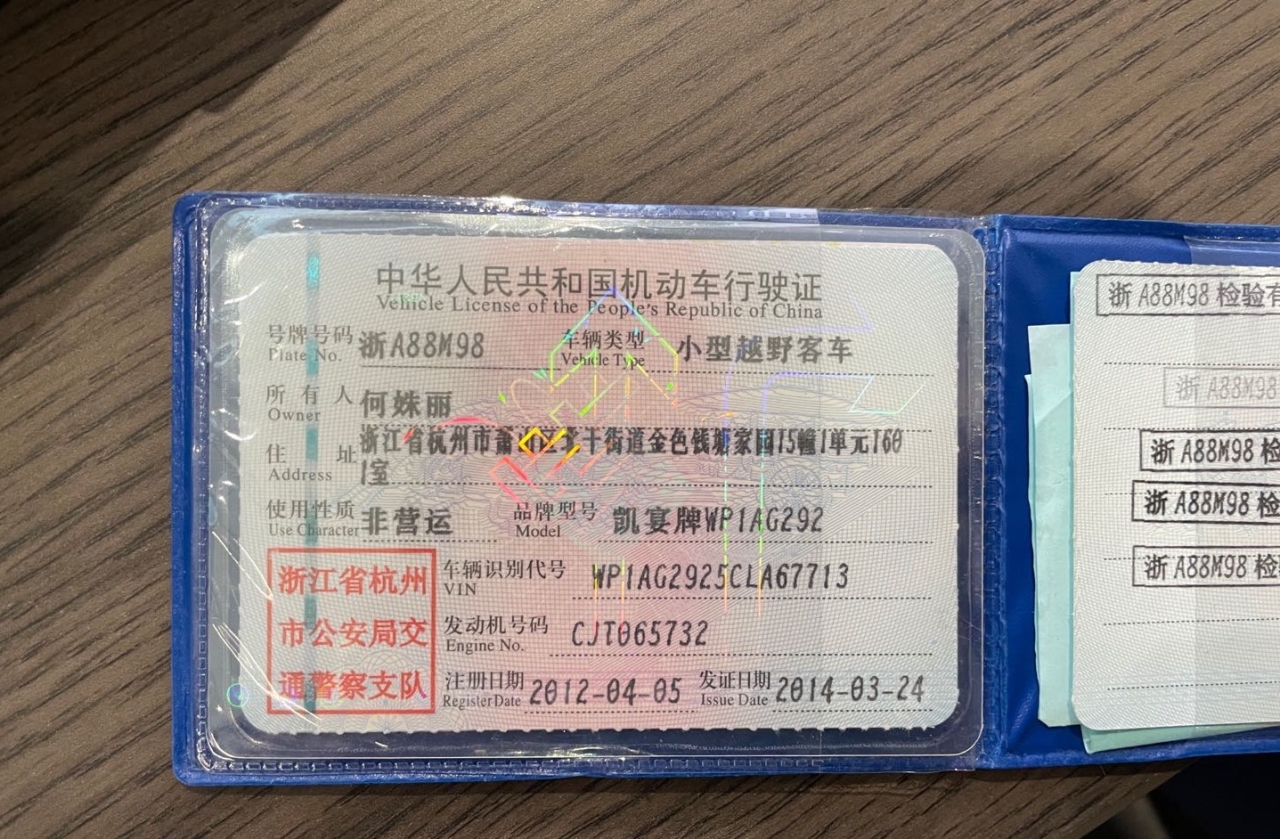 中华人民共和国机动车行驶证
Vehicle License of the People's Republic of China
号牌号码 浙A88M98 车辆类型 小型越野客车
Plate No. Vehicle Type
所有人 何姝丽
Owner
住址 浙江省杭州市萧山区北干街道金色钱塘家园15幢1单元160
Address 1室
使用性质 非营运 品牌型号 凯宴牌WP1AG292
Use Character Model
浙江省杭州
市公安局交
通警察支队
车辆识别代号 WP1AG2925CLA67713
VIN
发动机号码 CJT065732
Engine No.
注册日期 2012-04-05 发证日期 2014-03-24
Register Date Issue Date
浙A88M98 检验有
浙A88M98
浙A88M98 检
浙A88M98 检
浙A88M98 检